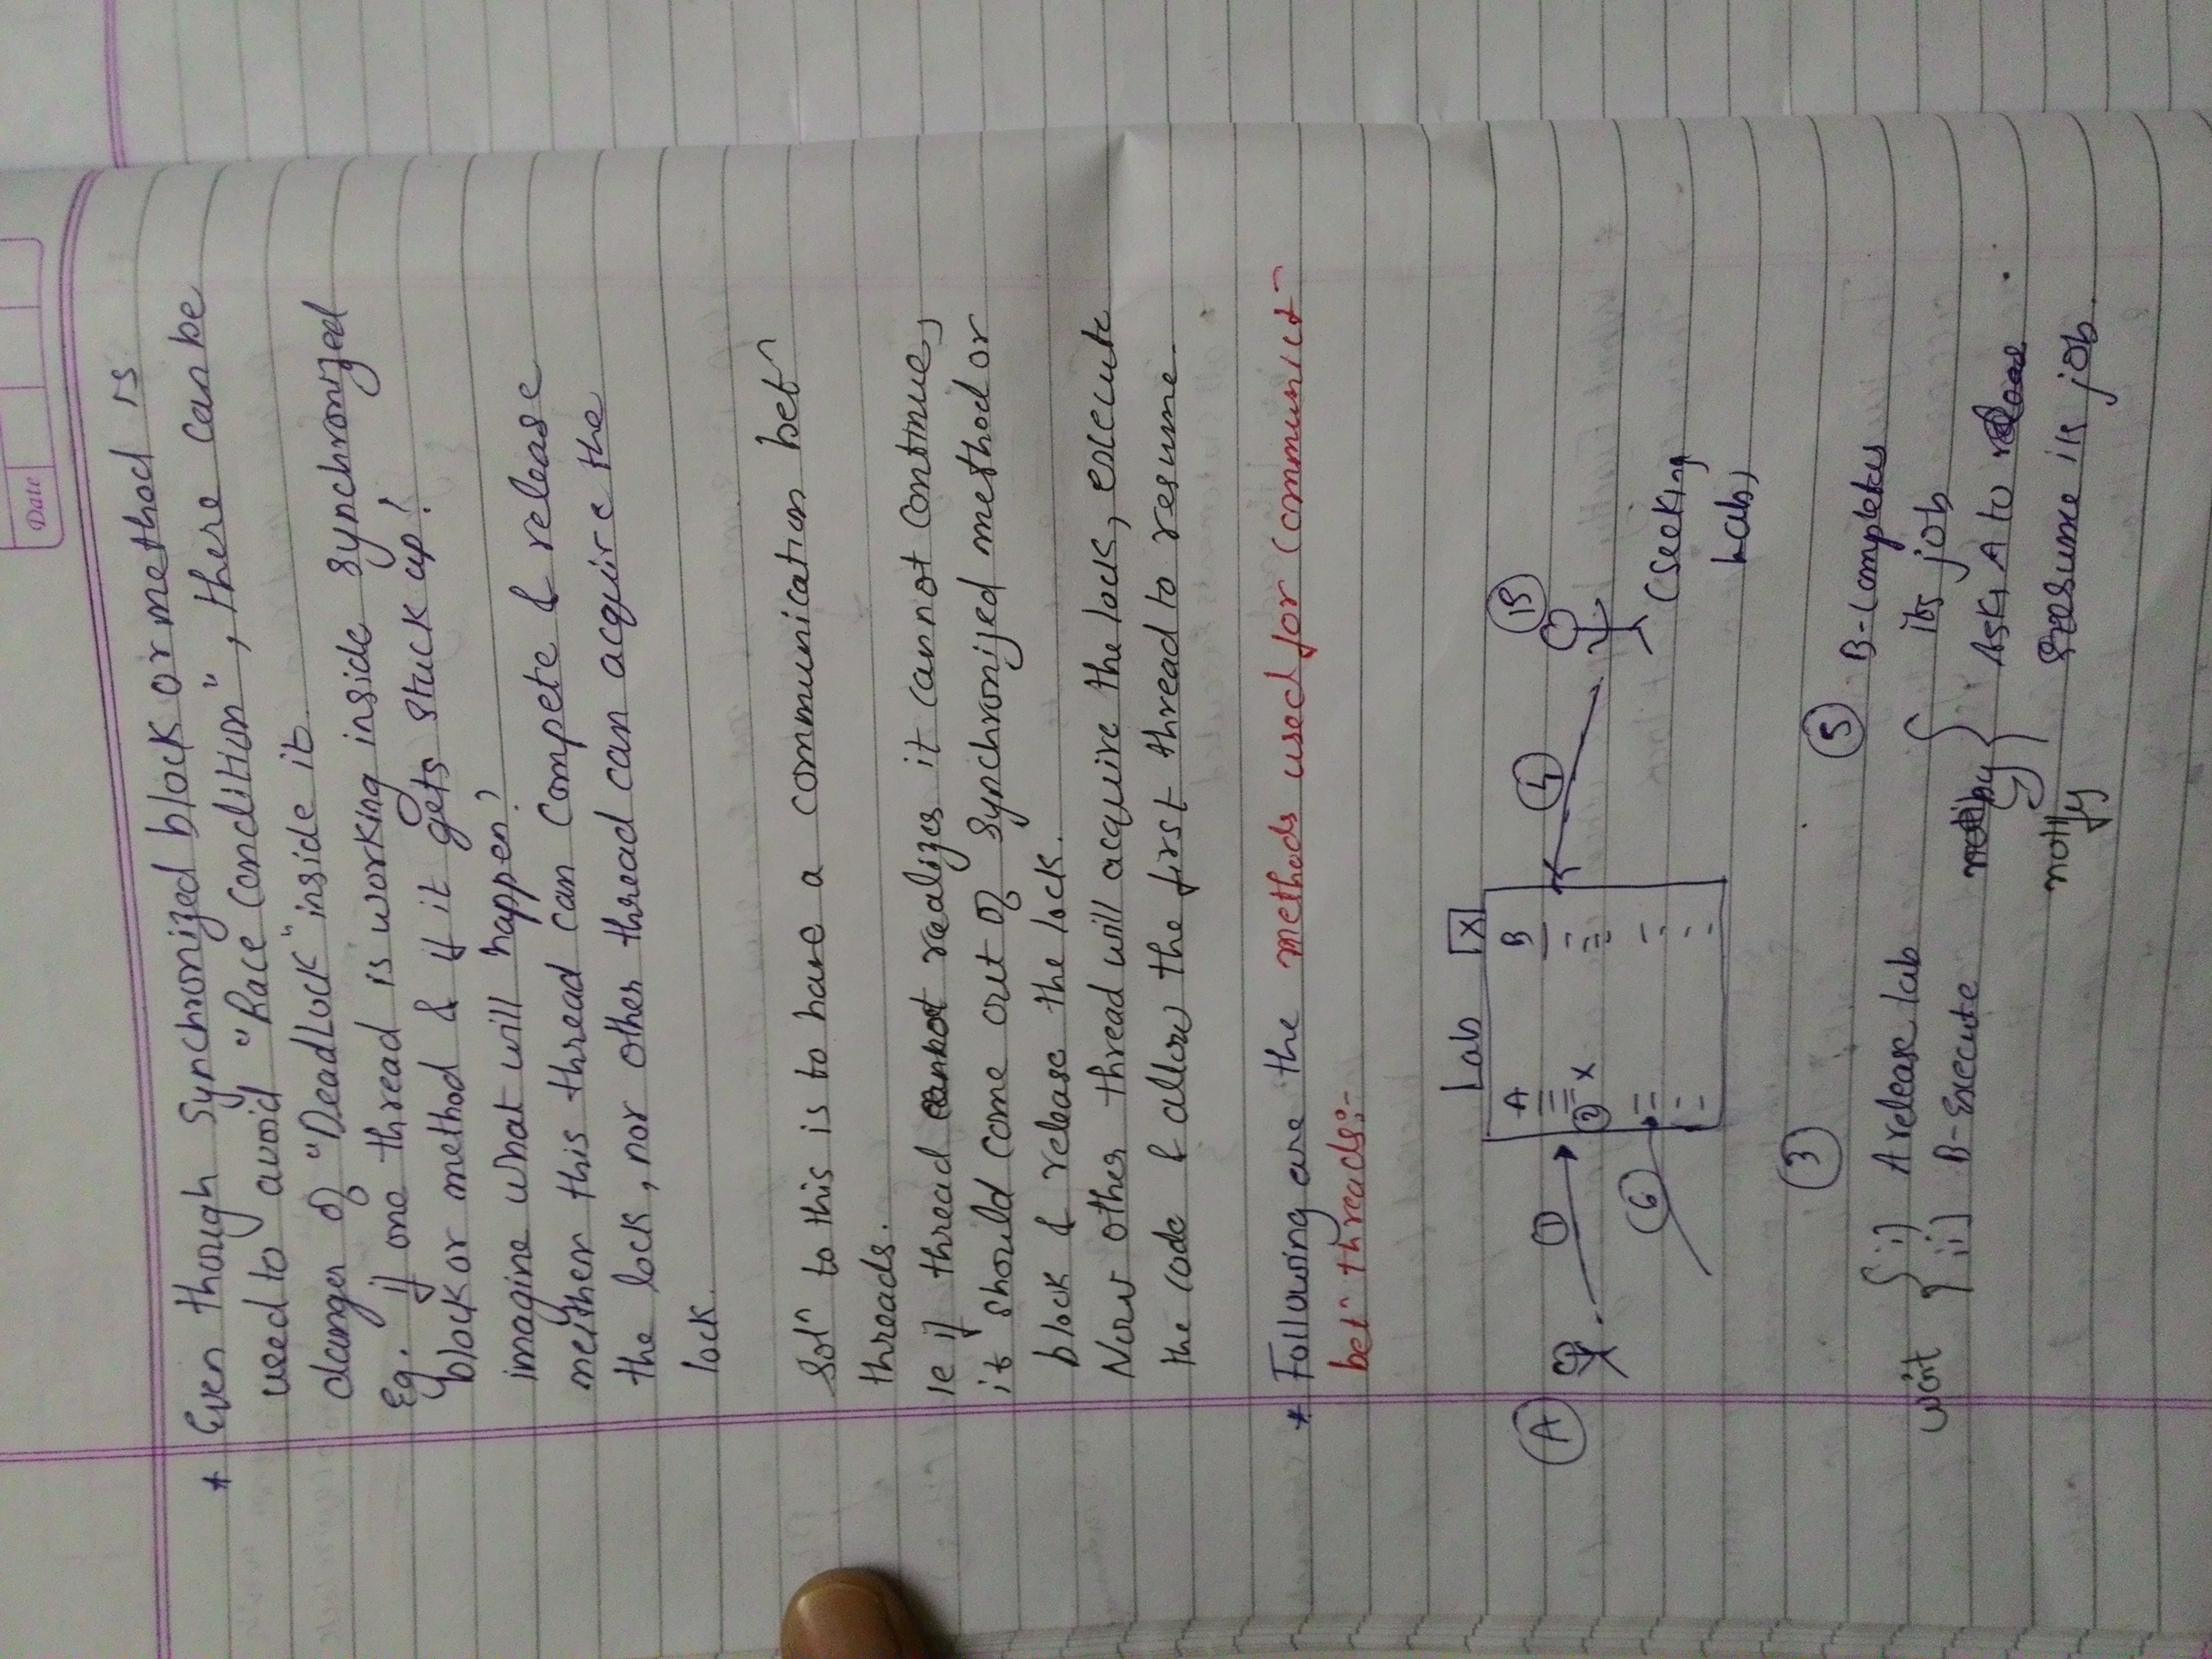 Date
* Even though synchronized block or method is
used to avoid "Race Condition", there can be
danger of "DeadLock" inside it.
Eg. if one thread is working inside synchronized
block or method & if it gets stuck up!
imagine what will happen?
neither this thread can compete & release
the lock, nor other thread can acquire the
lock.
Solⁿ to this is to have a communication betⁿ
threads.
ie if thread cannot realizes it cannot continue,
it should come out of synchronized method or
block & release the lock.
Now other thread will acquire the lock, execute
the code & allow the first thread to resume.
* Following are the methods used for communictⁿ
betⁿ threads:-
Lab X
A B
A 1 4 B
2 X
6
(Seeking
Lab)
3
5 B-Completes
its job
wait { i) A release lab
ii) B-Execute
notify { Ask A to
notify resume its job.